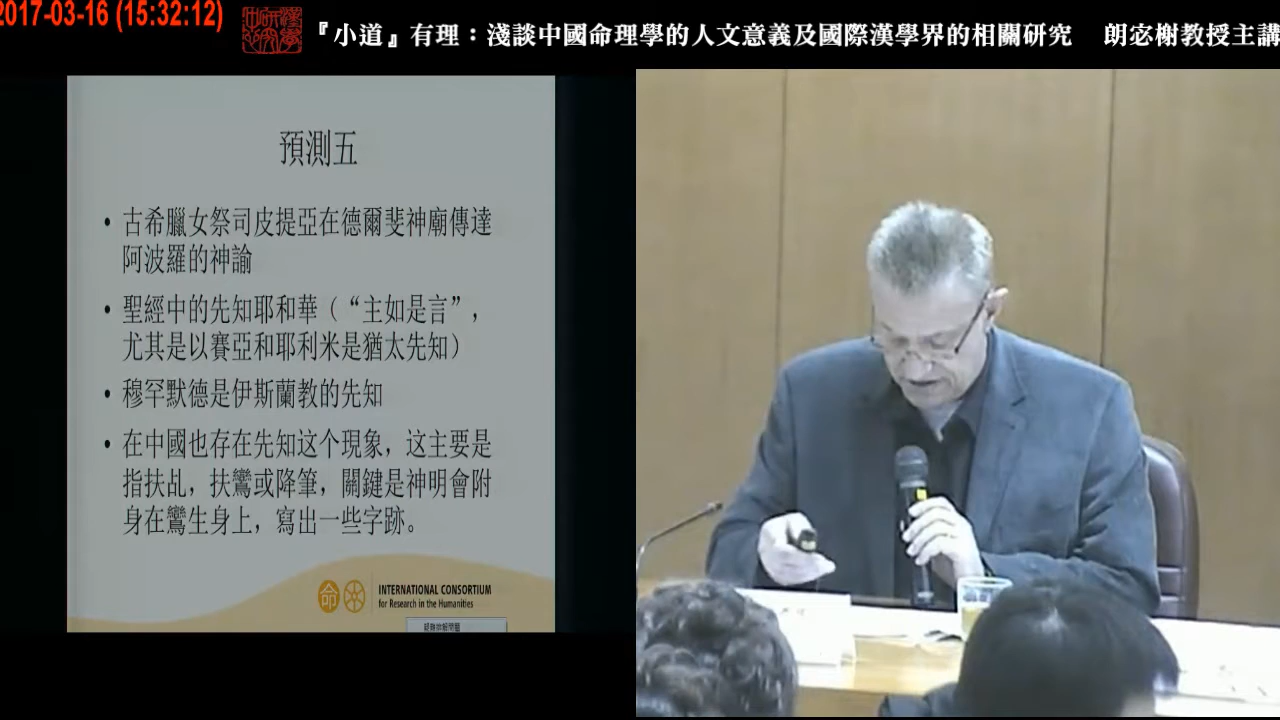 2017-03-16 (15:32:12)
『小道』有理：淺談中國命理學的人文意義及國際漢學界的相關研究 朗宓榭教授主講
預測五
• 古希臘女祭司皮提亞在德爾斐神廟傳達
阿波羅的神諭
• 聖經中的先知耶和華（“主如是言”，
尤其是以賽亞和耶利米是猶太先知）
• 穆罕默德是伊斯蘭教的先知
• 在中國也存在先知这个現象，这主要是
指扶乩，扶鸞或降筆，關鍵是神明會附
身在鸞生身上，寫出一些字跡。
命
INTERNATIONAL CONSORTIUM
for Research in the Humanities